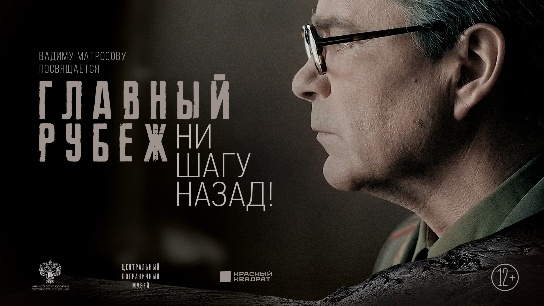 ВАДИМУ МАТРОСОВУ
ПОСВЯЩАЕТСЯ
ГЛАВНЫЙ
РУБЕЖ
НИ
ШАГУ
НАЗАД!
ЦЕНТРАЛЬНЫЙ
ПОГРАНИЧНЫЙ
МУЗЕЙ
КРАСНЫЙ
КВАДРАТ
12+